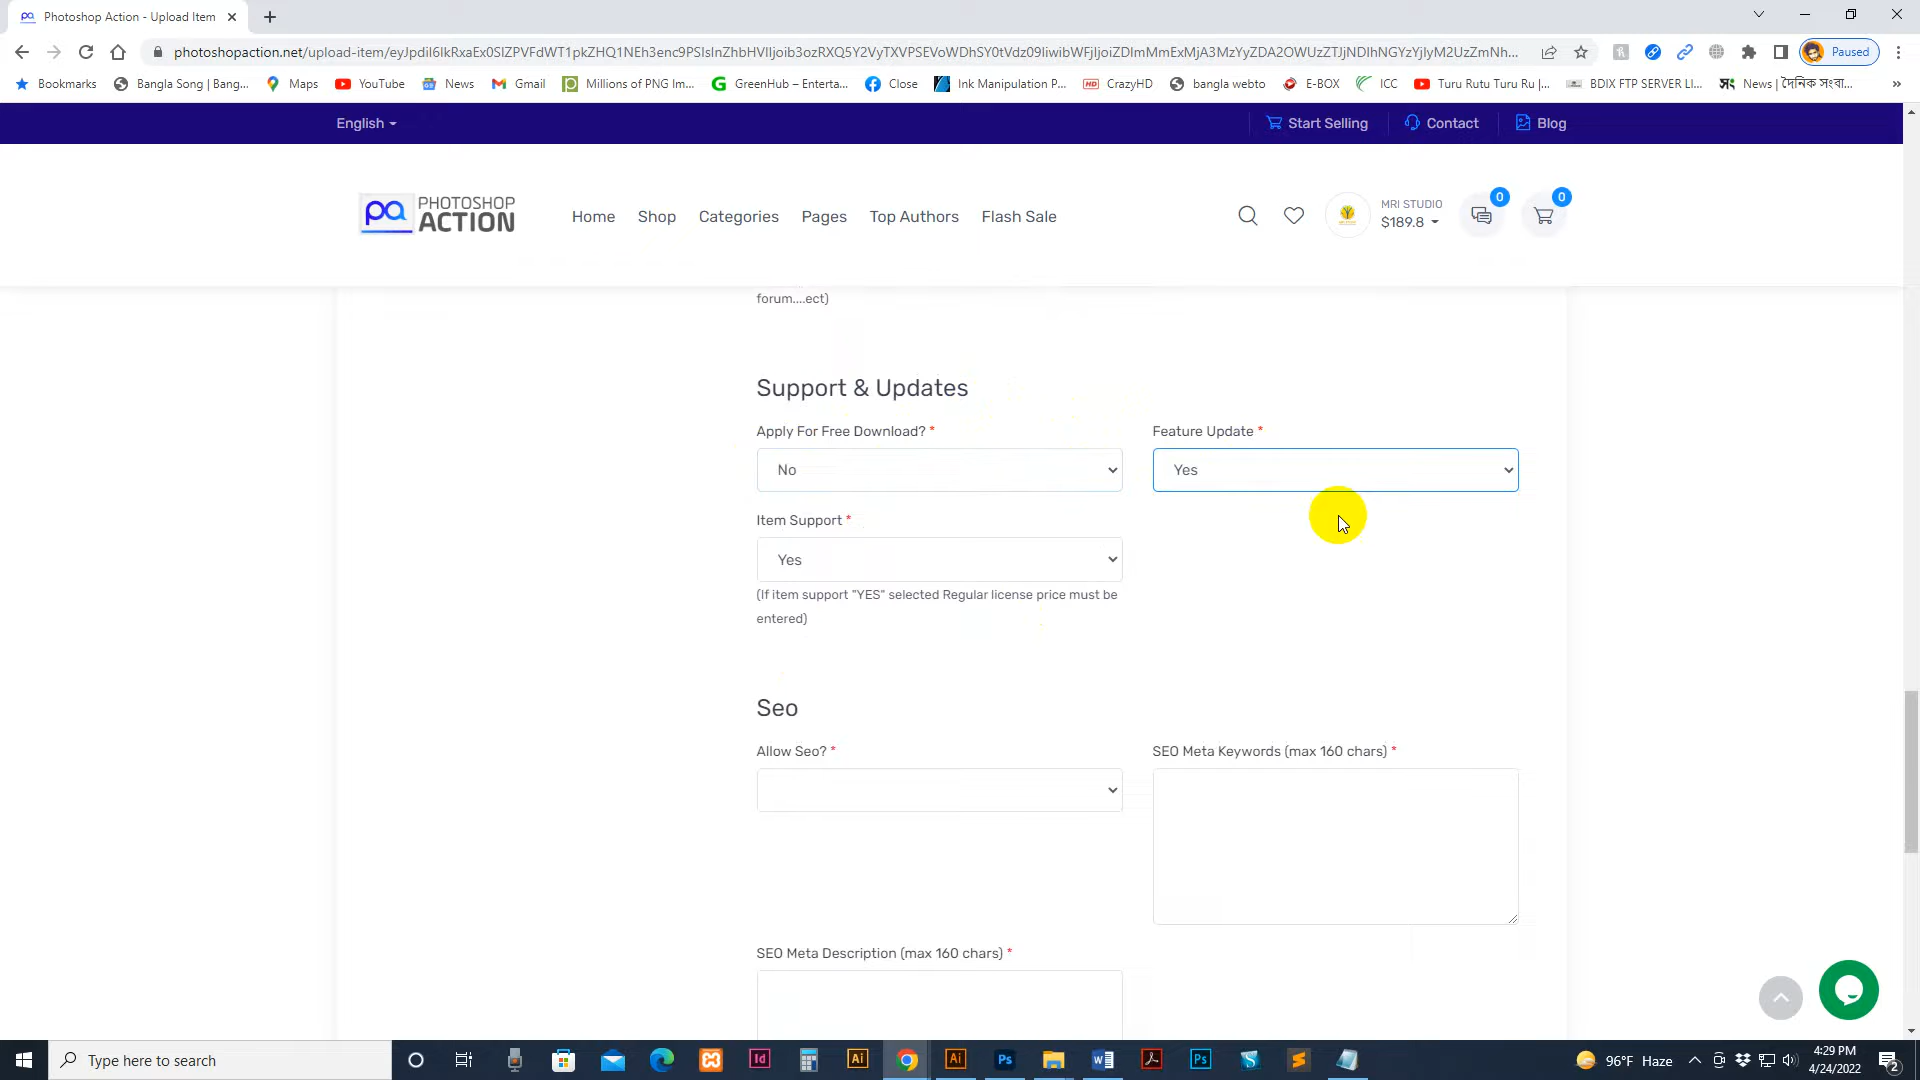 Photoshop Action - Upload Item
Paused
Bookmarks
Bangla Song | Bang...
Maps
YouTube
News
Gmail
Millions of PNG Im...
GreenHub – Enterta...
Close
Ink Manipulation P...
CrazyHD
bangla webto
E-BOX
ICC
Turu Rutu Turu Ru |...
BDIX FTP SERVER LI...
News | দৈনিক সংবা...
English
Start Selling
Contact
Blog
PHOTOSHOP
ACTION
Home
Shop
Categories
Pages
Top Authors
Flash Sale
MRI STUDIO
$189.8
0
0
forum....ect)
Support & Updates
Apply For Free Download? *
Feature Update *
No
Yes
Item Support *
Yes
(If item support "YES" selected Regular license price must be
entered)
Seo
Allow Seo? *
SEO Meta Keywords (max 160 chars) *
SEO Meta Description (max 160 chars) *
Type here to search
96°F Haze
4:29 PM
4/24/2022
2